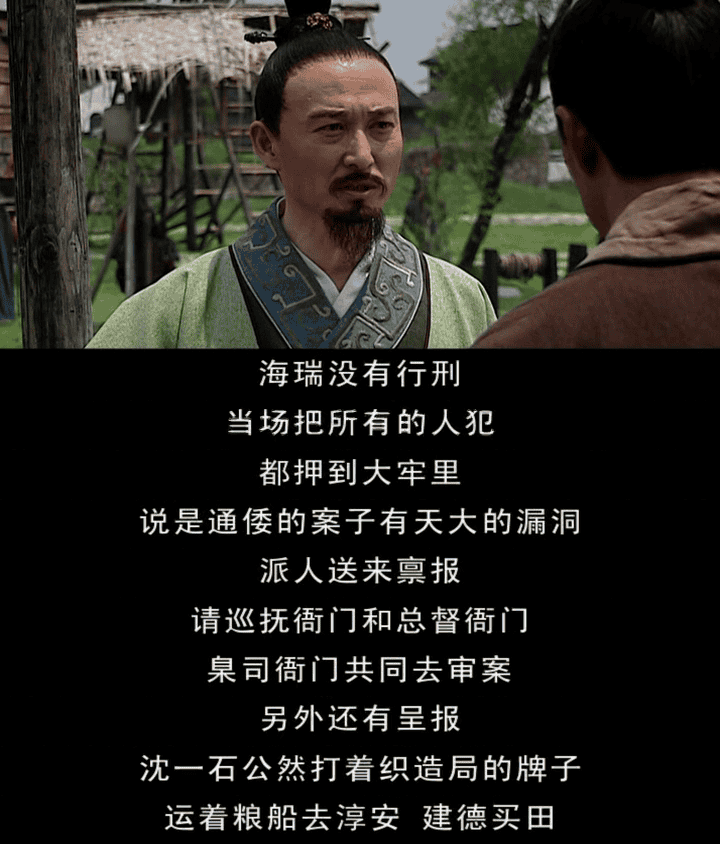 海瑞没有行刑
当场把所有的人犯
都押到大牢里
说是通倭的案子有天大的漏洞
派人送来禀报
请巡抚衙门和总督衙门
臬司衙门共同去审案
另外还有呈报
沈一石公然打着织造局的牌子
运着粮船去淳安 建德买田